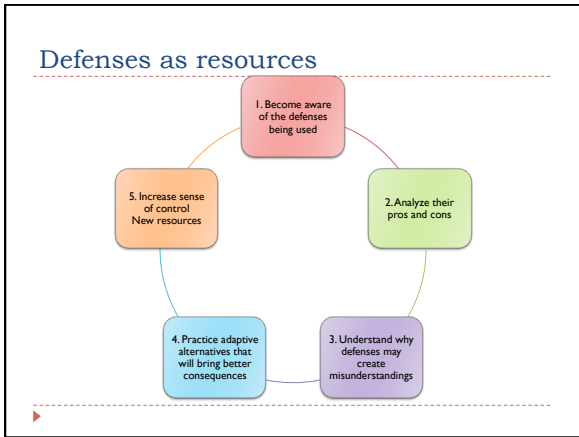 Defenses as resources
1. Become aware
of the defenses
being used
2. Analyze their
pros and cons
3. Understand why
defenses may
create
misunderstandings
4. Practice adaptive
alternatives that
will bring better
consequences
5. Increase sense
of control
New resources